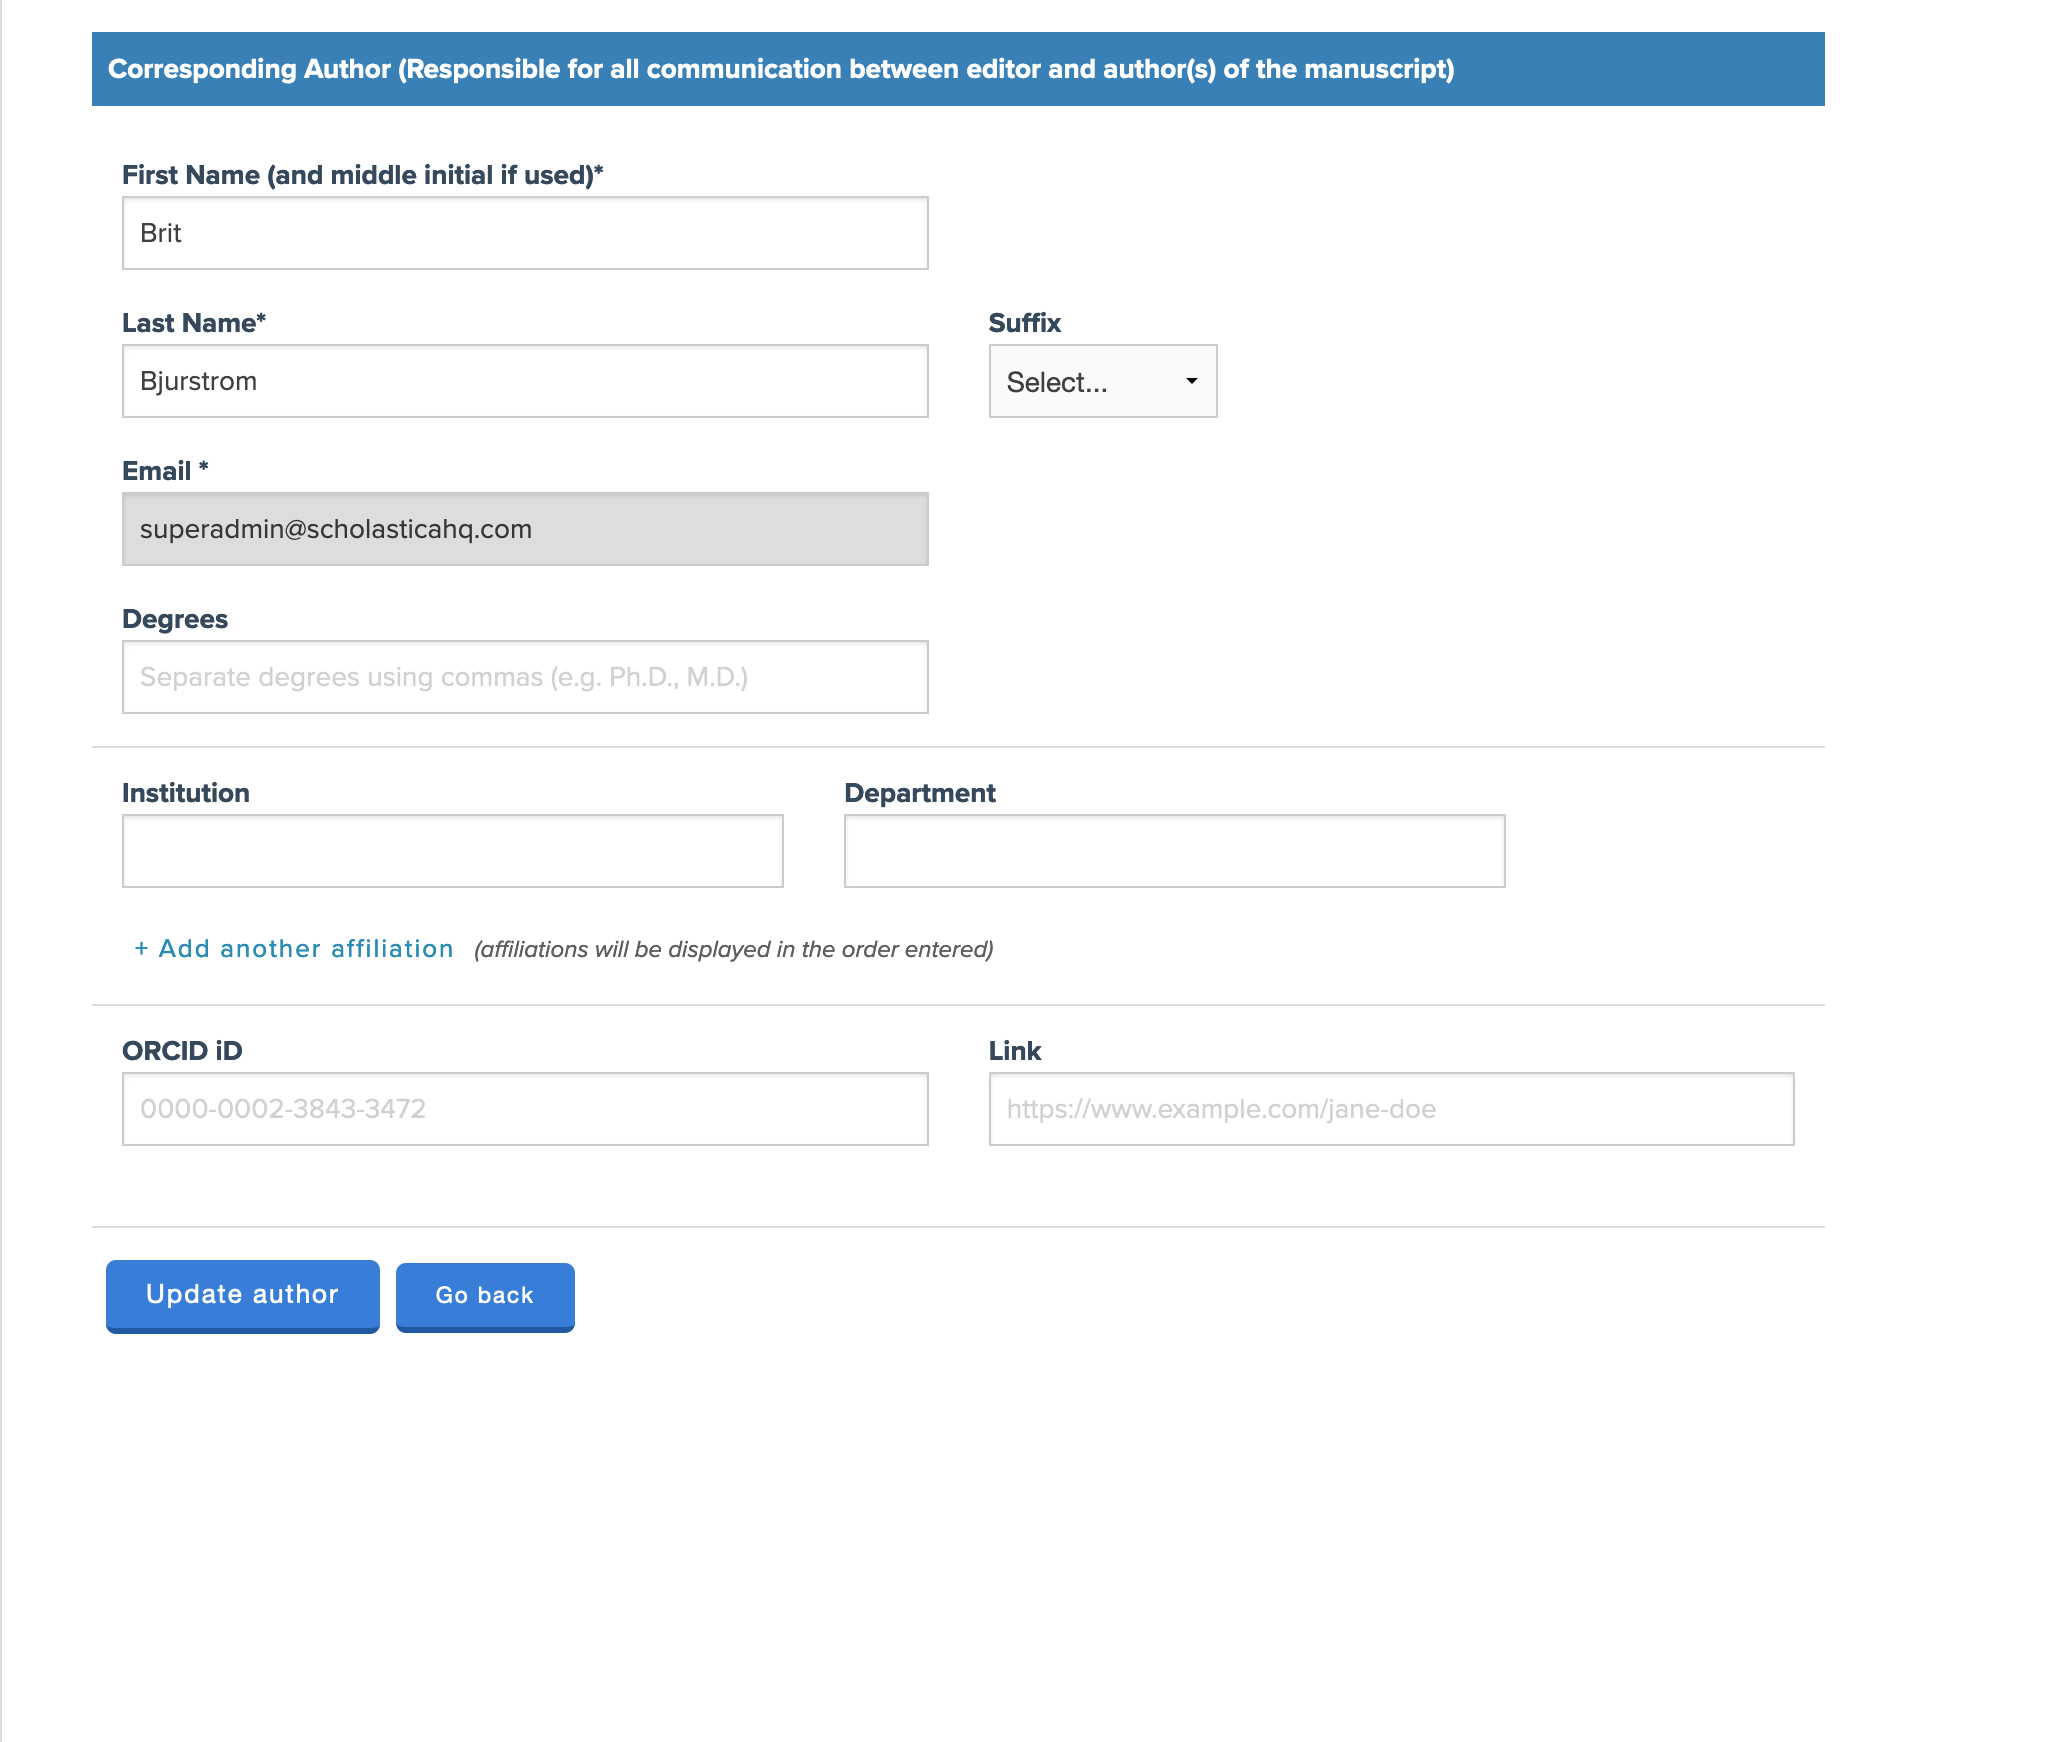 Corresponding Author (Responsible for all communication between editor and author(s) of the manuscript)
First Name (and middle initial if used)*
Brit
Last Name*
Suffix
Bjurstrom
Select...
Email *
superadmin@scholasticahq.com
Degrees
Separate degrees using commas (e.g. Ph.D., M.D.)
Institution
Department
+ Add another affiliation (affiliations will be displayed in the order entered)
ORCID iD
Link
0000-0002-3843-3472
https://www.example.com/jane-doe
Update author
Go back